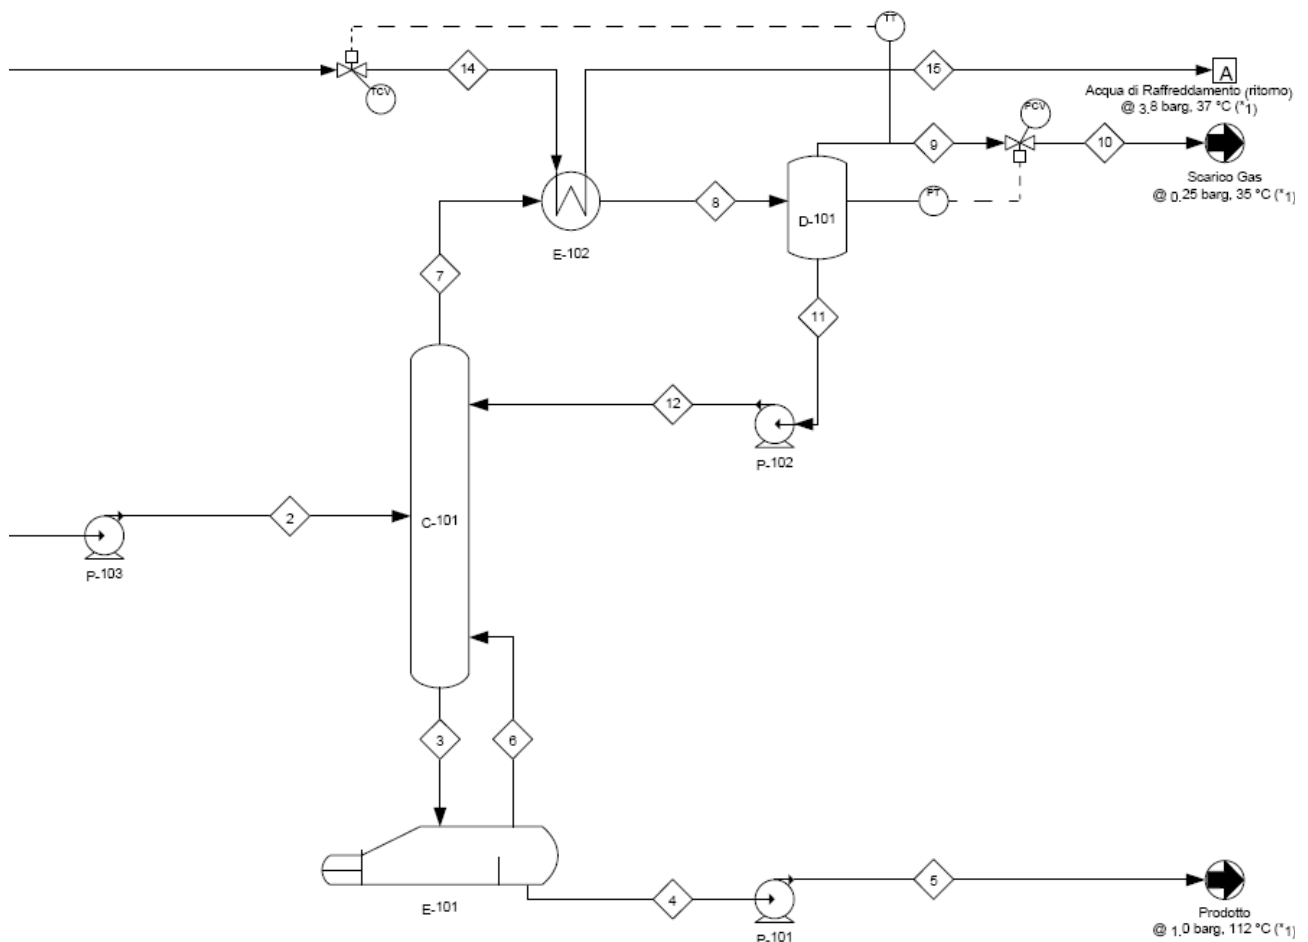 TT
14
15
A
TCV
Acqua di Raffreddamento (ritorno)
@ 3.8 barg, 37 °C (*1)
PCV
9
10
Scarico Gas
@ 0.25 barg, 35 °C (*1)
8
D-101
PT
E-102
7
11
12
P-102
2
C-101
P-103
3
6
E-101
4
5
P-101
Prodotto
@ 1.0 barg, 112 °C (*1)